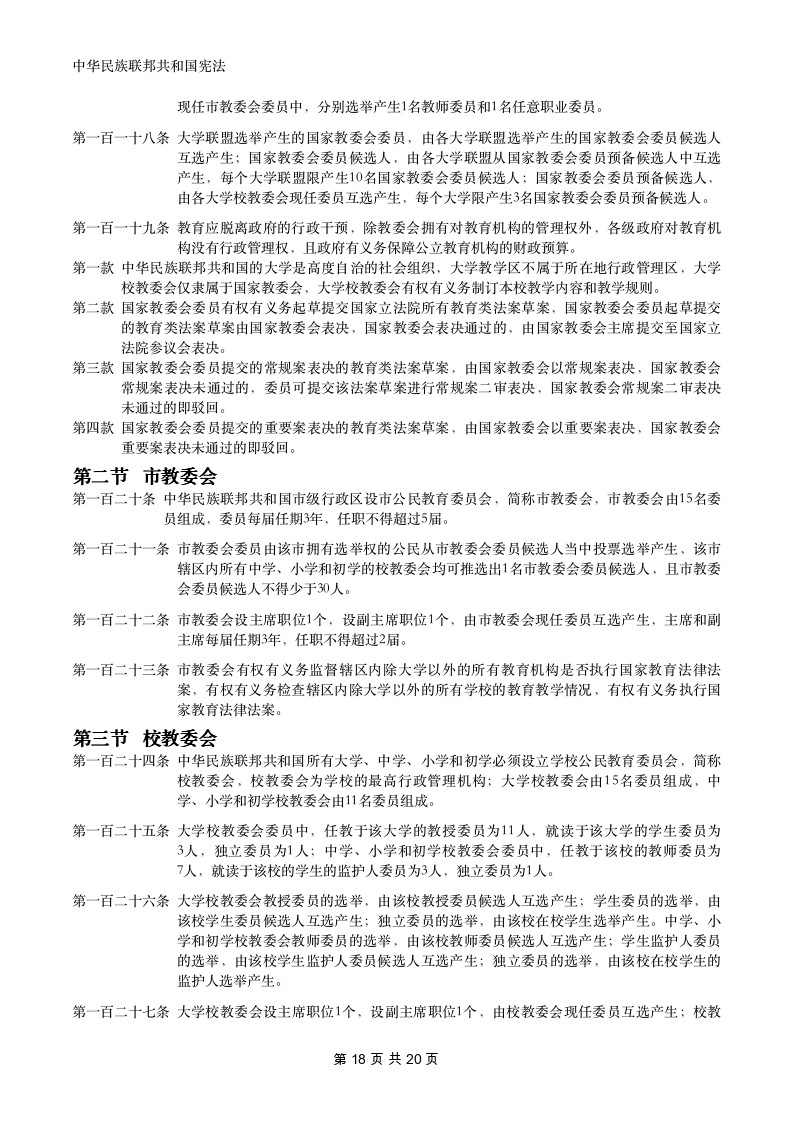 中华民族联邦共和国宪法
现任市教委会委员中，分别选举产生1名教师委员和1名任意职业委员。
第一百一十八条 大学联盟选举产生的国家教委会委员，由各大学联盟选举产生的国家教委会委员候选人
互选产生；国家教委会委员候选人，由各大学联盟从国家教委会委员预备候选人中互选
产生，每个大学联盟限产生10名国家教委会委员候选人；国家教委会委员预备候选人，
由各大学校教委会现任委员互选产生，每个大学限产生3名国家教委会委员预备候选人。
第一百一十九条 教育应脱离政府的行政干预，除教委会拥有对教育机构的管理权外，各级政府对教育机
构没有行政管理权，且政府有义务保障公立教育机构的财政预算。
第一款 中华民族联邦共和国的大学是高度自治的社会组织，大学教学区不属于所在地行政管理区，大学
校教委会仅隶属于国家教委会，大学校教委会有权有义务制订本校教学内容和教学规则。
第二款 国家教委会委员有权有义务起草提交国家立法院所有教育类法案草案，国家教委会委员起草提交
的教育类法案草案由国家教委会表决，国家教委会表决通过的，由国家教委会主席提交至国家立
法院参议会表决。
第三款 国家教委会委员提交的常规案表决的教育类法案草案，由国家教委会以常规案表决，国家教委会
常规案表决未通过的，委员可提交该法案草案进行常规案二审表决，国家教委会常规案二审表决
未通过的即驳回。
第四款 国家教委会委员提交的重要案表决的教育类法案草案，由国家教委会以重要案表决，国家教委会
重要案表决未通过的即驳回。
第二节 市教委会
第一百二十条 中华民族联邦共和国市级行政区设市公民教育委员会，简称市教委会，市教委会由15名委
员组成，委员每届任期3年，任职不得超过5届。
第一百二十一条 市教委会委员由该市拥有选举权的公民从市教委会委员候选人当中投票选举产生，该市
辖区内所有中学、小学和初学的校教委会均可推选出1名市教委会委员候选人，且市教委
会委员候选人不得少于30人。
第一百二十二条 市教委会设主席职位1个，设副主席职位1个，由市教委会现任委员互选产生，主席和副
主席每届任期3年，任职不得超过2届。
第一百二十三条 市教委会有权有义务监督辖区内除大学以外的所有教育机构是否执行国家教育法律法
案，有权有义务检查辖区内除大学以外的所有学校的教育教学情况，有权有义务执行国
家教育法律法案。
第三节 校教委会
第一百二十四条 中华民族联邦共和国所有大学、中学、小学和初学必须设立学校公民教育委员会，简称
校教委会，校教委会为学校的最高行政管理机构；大学校教委会由15名委员组成，中
学、小学和初学校教委会由11名委员组成。
第一百二十五条 大学校教委会委员中，任教于该大学的教授委员为11人，就读于该大学的学生委员为
3人，独立委员为1人；中学、小学和初学校教委会委员中，任教于该校的教师委员为
7人，就读于该校的学生的监护人委员为3人，独立委员为1人。
第一百二十六条 大学校教委会教授委员的选举，由该校教授委员候选人互选产生；学生委员的选举，由
该校学生委员候选人互选产生；独立委员的选举，由该校在校学生选举产生。中学、小
学和初学校教委会教师委员的选举，由该校教师委员候选人互选产生；学生监护人委员
的选举，由该校学生监护人委员候选人互选产生；独立委员的选举，由该校在校学生的
监护人选举产生。
第一百二十七条 大学校教委会设主席职位1个，设副主席职位1个，由校教委会现任委员互选产生；校教
第 18 页 共 20 页